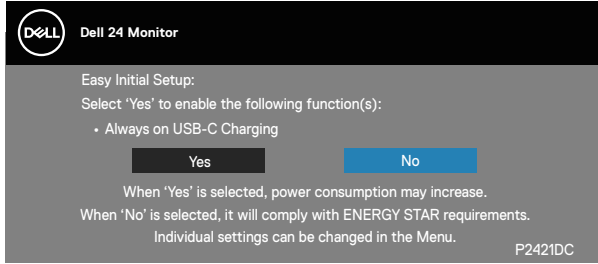 DELL
Dell 24 Monitor
Easy Initial Setup:
Select ‘Yes’ to enable the following function(s):
• Always on USB-C Charging
Yes
No
When ‘Yes’ is selected, power consumption may increase.
When ‘No’ is selected, it will comply with ENERGY STAR requirements.
Individual settings can be changed in the Menu.
P2421DC